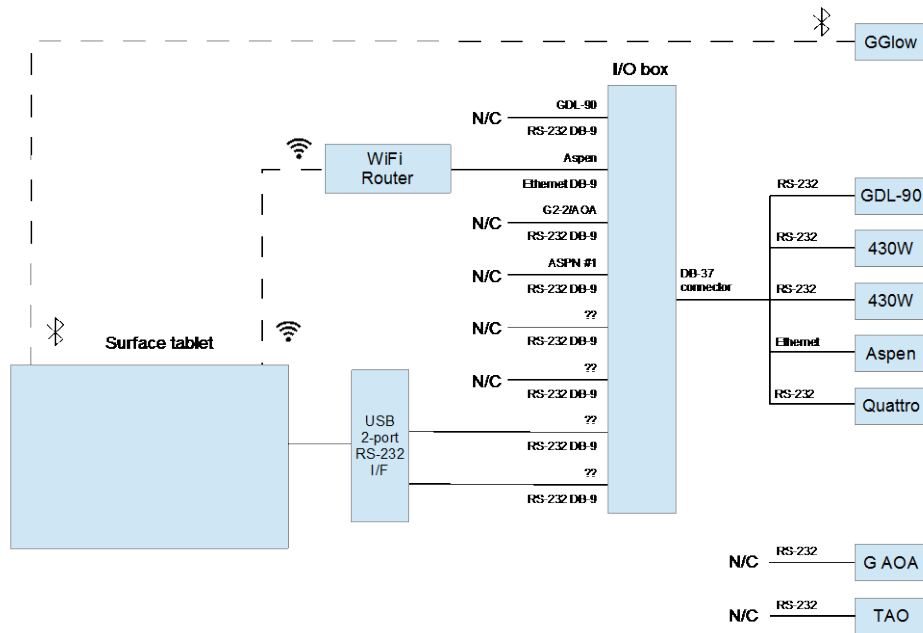 GGlow
I/O box
GDL-90
N/C
RS-232 DB-9
WiFi
Router
Aspen
Ethernet DB-9
G2-2/AOA
N/C
RS-232 DB-9
ASPN #1
N/C
RS-232 DB-9
??
N/C
RS-232 DB-9
??
N/C
RS-232 DB-9
??
RS-232 DB-9
??
RS-232 DB-9
DB-37
connector
RS-232
GDL-90
RS-232
430W
RS-232
430W
Ethernet
Aspen
RS-232
Quattro
Surface tablet
USB
2-port
RS-232
I/F
N/C
RS-232
G AOA
N/C
RS-232
TAO